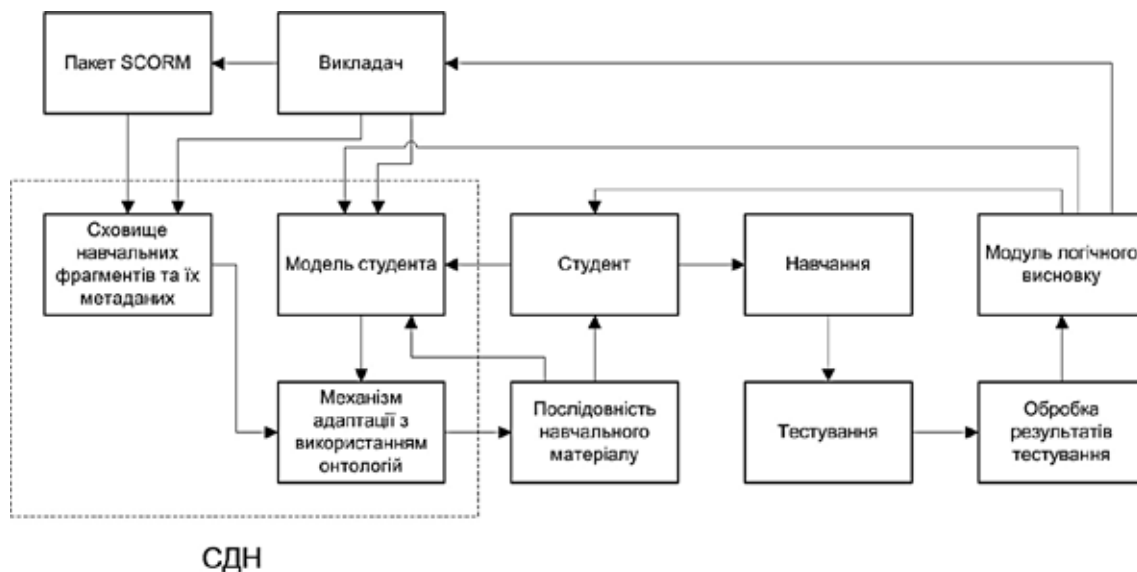 Пакет SCORM
Викладач
Сховище
навчальних
фрагментів та їх
метаданих
Модель студента
Студент
Навчання
Модуль логічного
висновку
Механізм
адаптації з
використанням
онтологій
Послідовність
навчального
матеріалу
Тестування
Обробка
результатів
тестування
СДН